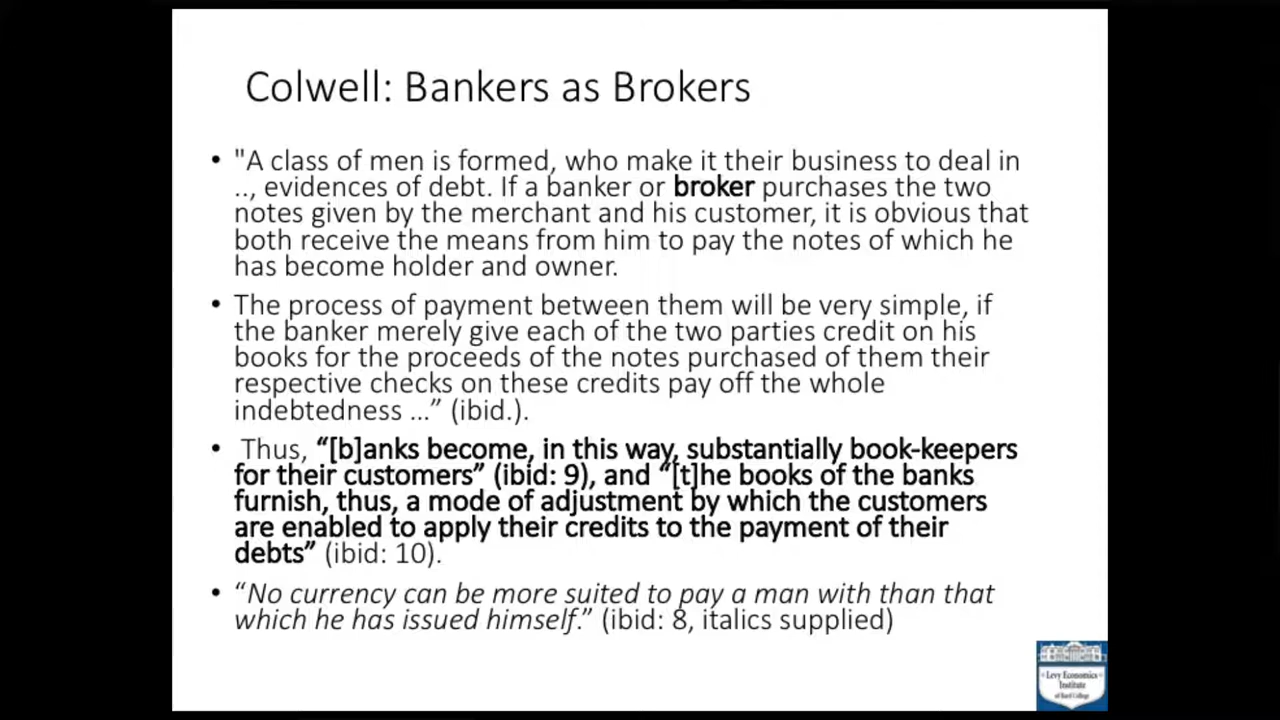 Colwell: Bankers as Brokers
• "A class of men is formed, who make it their business to deal in
.., evidences of debt. If a banker or broker purchases the two
notes given by the merchant and his customer, it is obvious that
both receive the means from him to pay the notes of which he
has become holder and owner.
• The process of payment between them will be very simple, if
the banker merely give each of the two parties credit on his
books for the proceeds of the notes purchased of them their
respective checks on these credits pay off the whole
indebtedness …” (ibid.).
• Thus, “[b]anks become, in this way, substantially book-keepers
for their customers” (ibid: 9), and “[t]he books of the banks
furnish, thus, a mode of adjustment by which the customers
are enabled to apply their credits to the payment of their
debts” (ibid: 10).
• “No currency can be more suited to pay a man with than that
which he has issued himself.” (ibid: 8, italics supplied)
Levy Economics
Institute
of Bard College